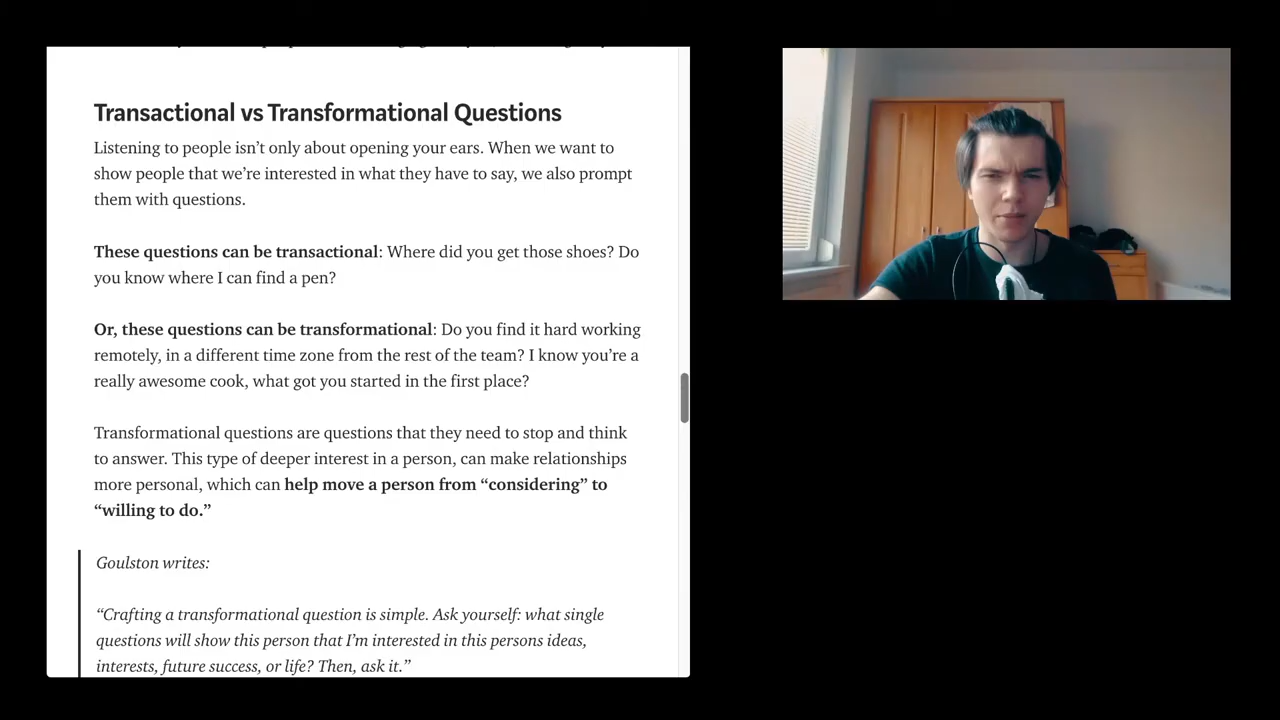 Transactional vs Transformational Questions
Listening to people isn’t only about opening your ears. When we want to
show people that we’re interested in what they have to say, we also prompt
them with questions.
These questions can be transactional: Where did you get those shoes? Do
you know where I can find a pen?
Or, these questions can be transformational: Do you find it hard working
remotely, in a different time zone from the rest of the team? I know you’re a
really awesome cook, what got you started in the first place?
Transformational questions are questions that they need to stop and think
to answer. This type of deeper interest in a person, can make relationships
more personal, which can help move a person from “considering” to
“willing to do.”
Goulston writes:
“Crafting a transformational question is simple. Ask yourself: what single
questions will show this person that I’m interested in this persons ideas,
interests, future success, or life? Then, ask it.”